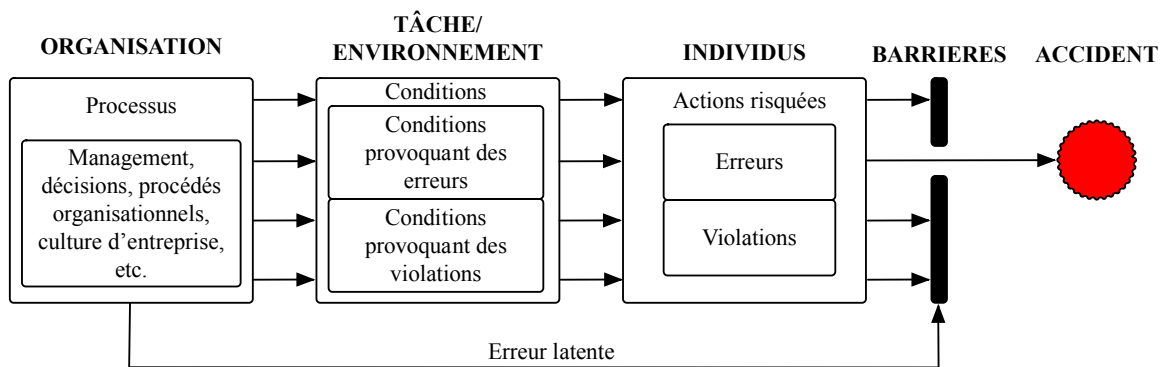 ORGANISATION
TÂCHE/
ENVIRONNEMENT
INDIVIDUS
BARRIERES
ACCIDENT
Processus
Management,
décisions, procédés
organisationnels,
culture d’entreprise,
etc.
Conditions
Conditions
provoquant des
erreurs
Conditions
provoquant des
violations
Actions risquées
Erreurs
Violations
Erreur latente